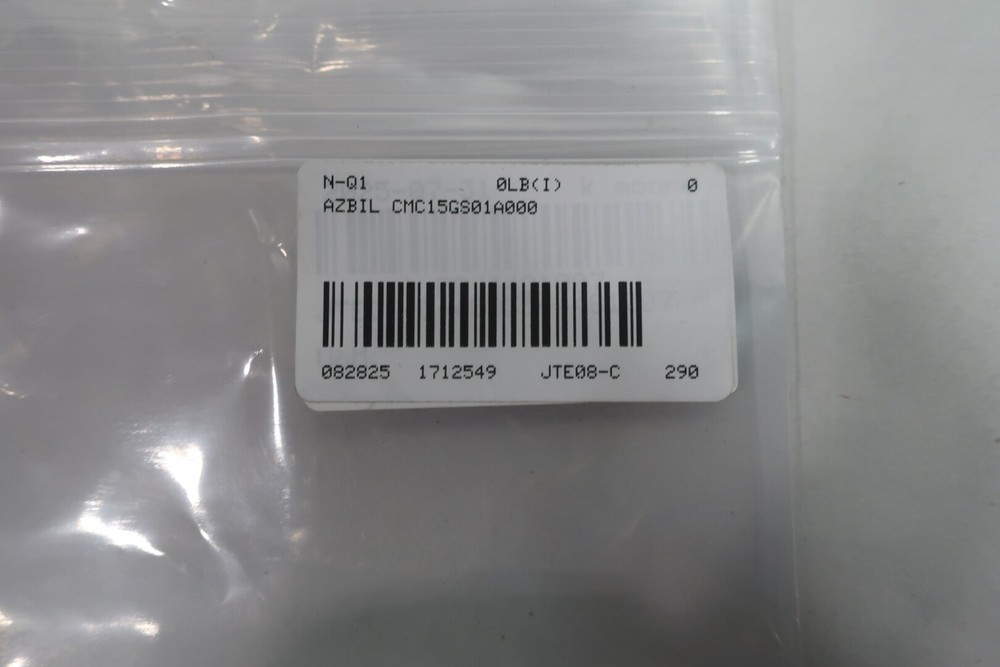 N-Q1 0LB(I) 0
AZBIL CMC15GS01A000
082825 1712549 JTE08-C 290